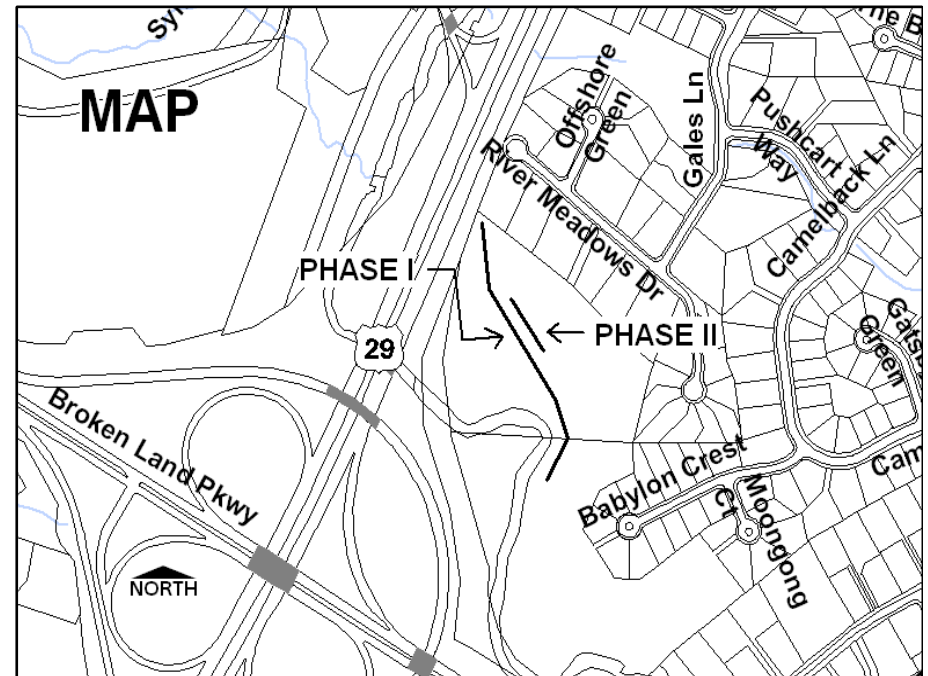 MAP
Offshore
Green
Gales Ln
Pushcart
Way
River Meadows Dr
Camelback Ln
PHASE I
PHASE II
29
Green
Broken Land Pkwy
Babylon Crest
Moongong
Ct
NORTH